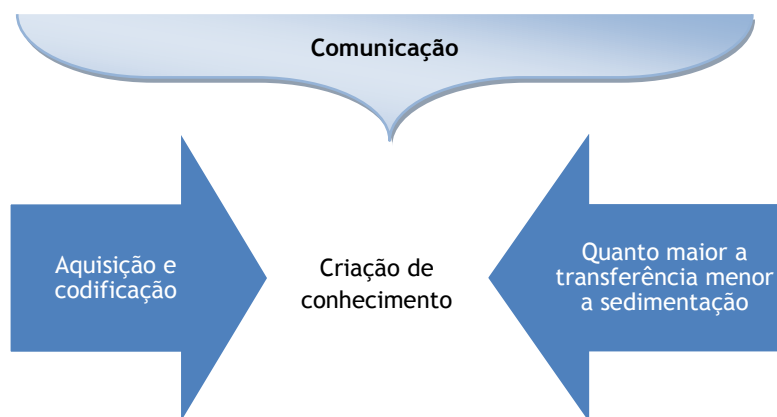 Comunicação
Aquisição e
codificação
Criação de
conhecimento
Quanto maior a
transferência menor
a sedimentação